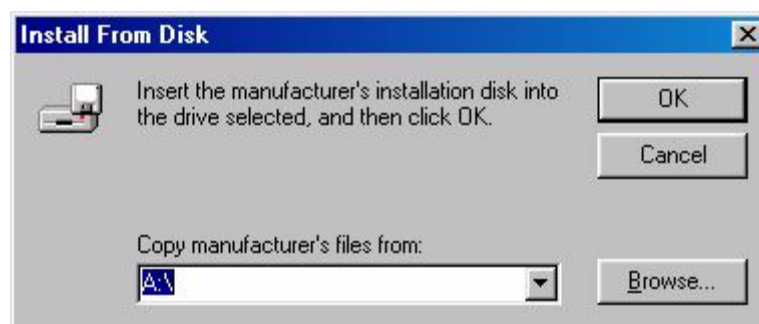 Install From Disk
Insert the manufacturer's installation disk into
the drive selected, and then click OK.
OK
Cancel
Copy manufacturer's files from:
A:\
Browse...